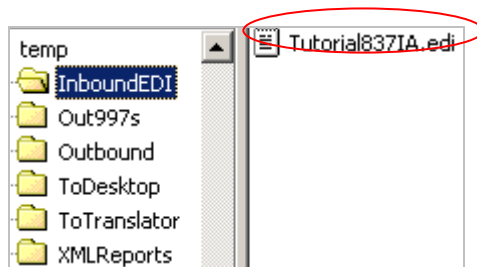 temp
InboundEDI
Out997s
Outbound
ToDesktop
ToTranslator
XMLReports
Tutorial837IA.edi